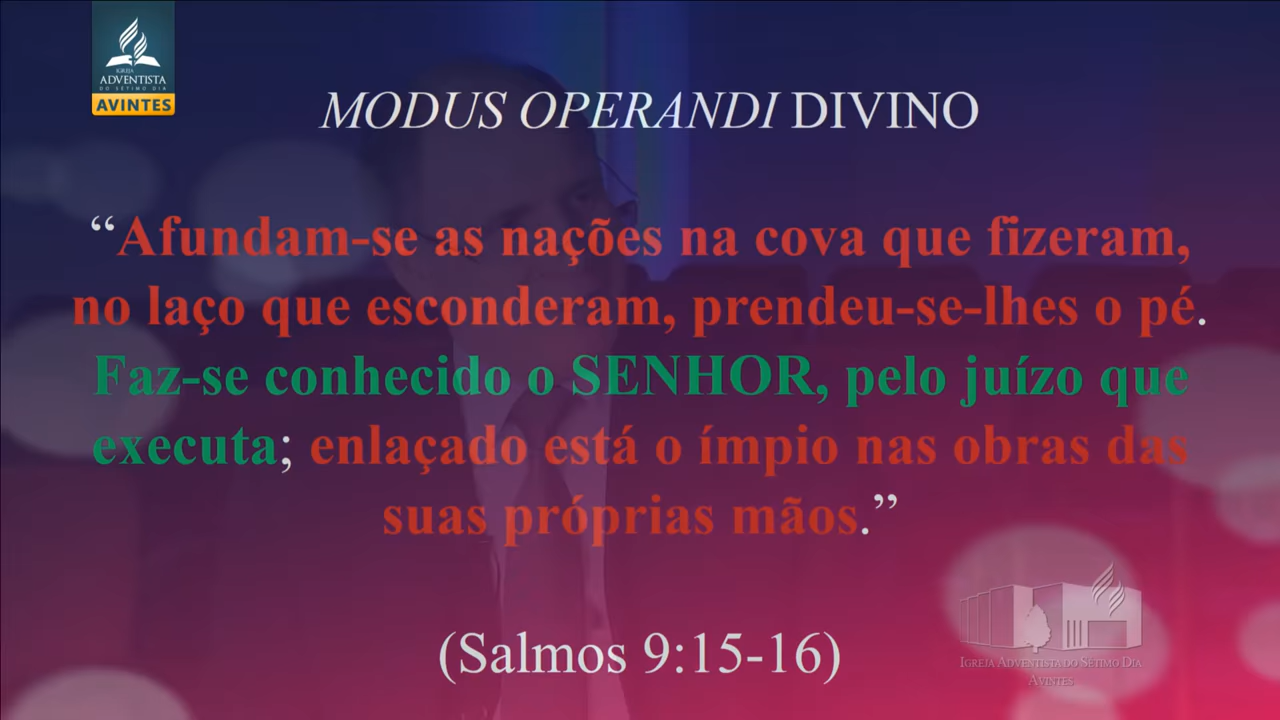 IGREJA
ADVENTISTA
DO SÉTIMO DIA
AVINTES
MODUS OPERANDI DIVINO
“Afundam-se as nações na cova que fizeram,
no laço que esconderam, prendeu-se-lhes o pé.
Faz-se conhecido o SENHOR, pelo juízo que
executa; enlaçado está o ímpio nas obras das
suas próprias mãos.”
(Salmos 9:15-16)
IGREJA ADVENTISTA DO SÉTIMO DIA
AVINTES